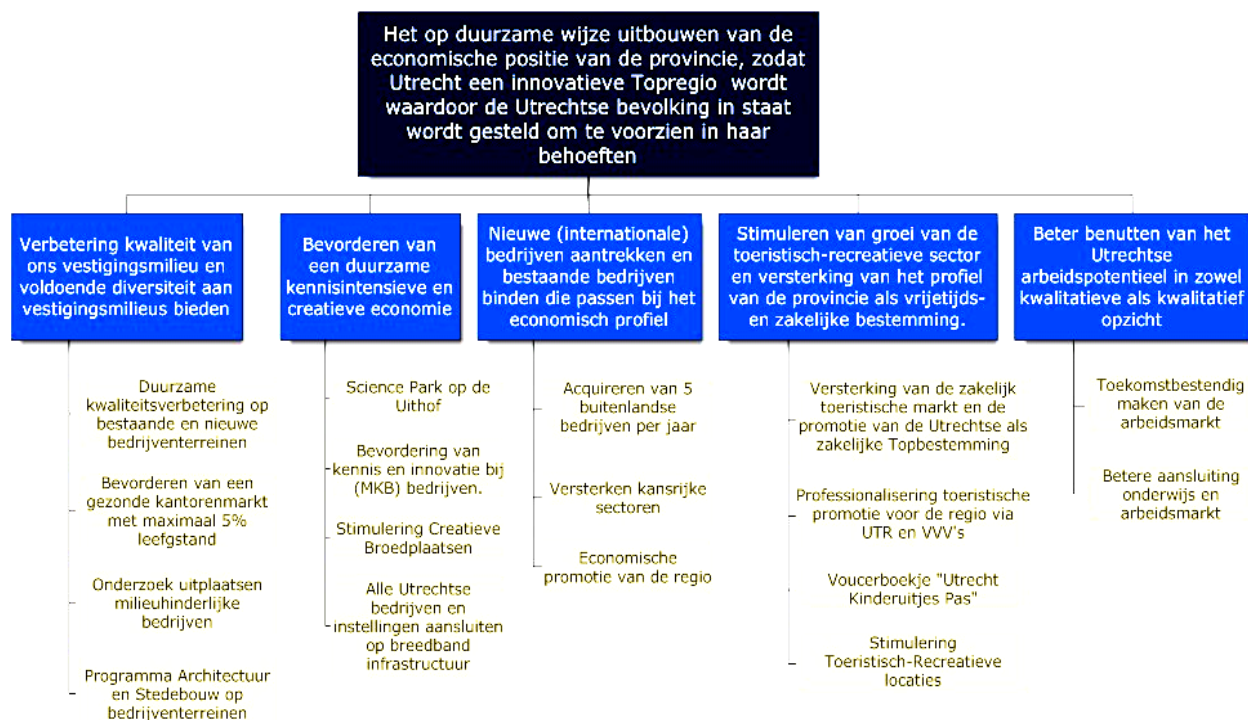 Het op duurzame wijze uitbouwen van de
economische positie van de provincie, zodat
Utrecht een innovatieve Topregio wordt
waardoor de Utrechtse bevolking in staat
wordt gesteld om te voorzien in haar
behoeften
Verbetering kwaliteit van
ons vestigingsmilieu en
voldoende diversiteit aan
vestigingsmilieus bieden
Duurzame
kwaliteitsverbetering op
bestaande en nieuwe
bedrijventerreinen
Bevorderen van een
gezonde kantorenmarkt
met maximaal 5%
leefgstand
Onderzoek uitplaatsen
milieuhinderlijke
bedrijven
Programma Architectuur
en Stedebouw op
bedrijventerreinen
Bevorderen van
een duurzame
kennisintensieve en
creatieve economie
Science Park op de
Uithof
Bevordering van
kennis en innovatie bij
(MKB) bedrijven.
Stimulering Creatieve
Broedplaatsen
Alle Utrechtse
bedrijven en
instellingen aansluiten
op breedband
infrastructuur
Nieuwe (internationale)
bedrijven aantrekken en
bestaande bedrijven
binden die passen bij het
economisch profiel
Acquireren van 5
buitenlandse
bedrijven per jaar
Versterken kansrijke
sectoren
Economische
promotie van de regio
Stimuleren van groei van de
toeristisch-recreatieve sector
en versterking van het profiel
van de provincie als vrijetijds-
en zakelijke bestemming.
Versterking van de zakelijk
toeristische markt en de
promotie van de Utrechtse als
zakelijke Topbestemming
Professionalisering toeristische
promotie voor de regio via
UTR en VVV's
Voucerboekje "Utrecht
Kinderuitjes Pas"
Stimulering
Toeristisch-Recreatieve
locaties
Beter benutten van het
Utrechtse
arbeidspotentieel in zowel
kwalitatieve als kwalitatief
opzicht
Toekomstbestendig
maken van de
arbeidsmarkt
Betere aansluiting
onderwijs en
arbeidsmarkt